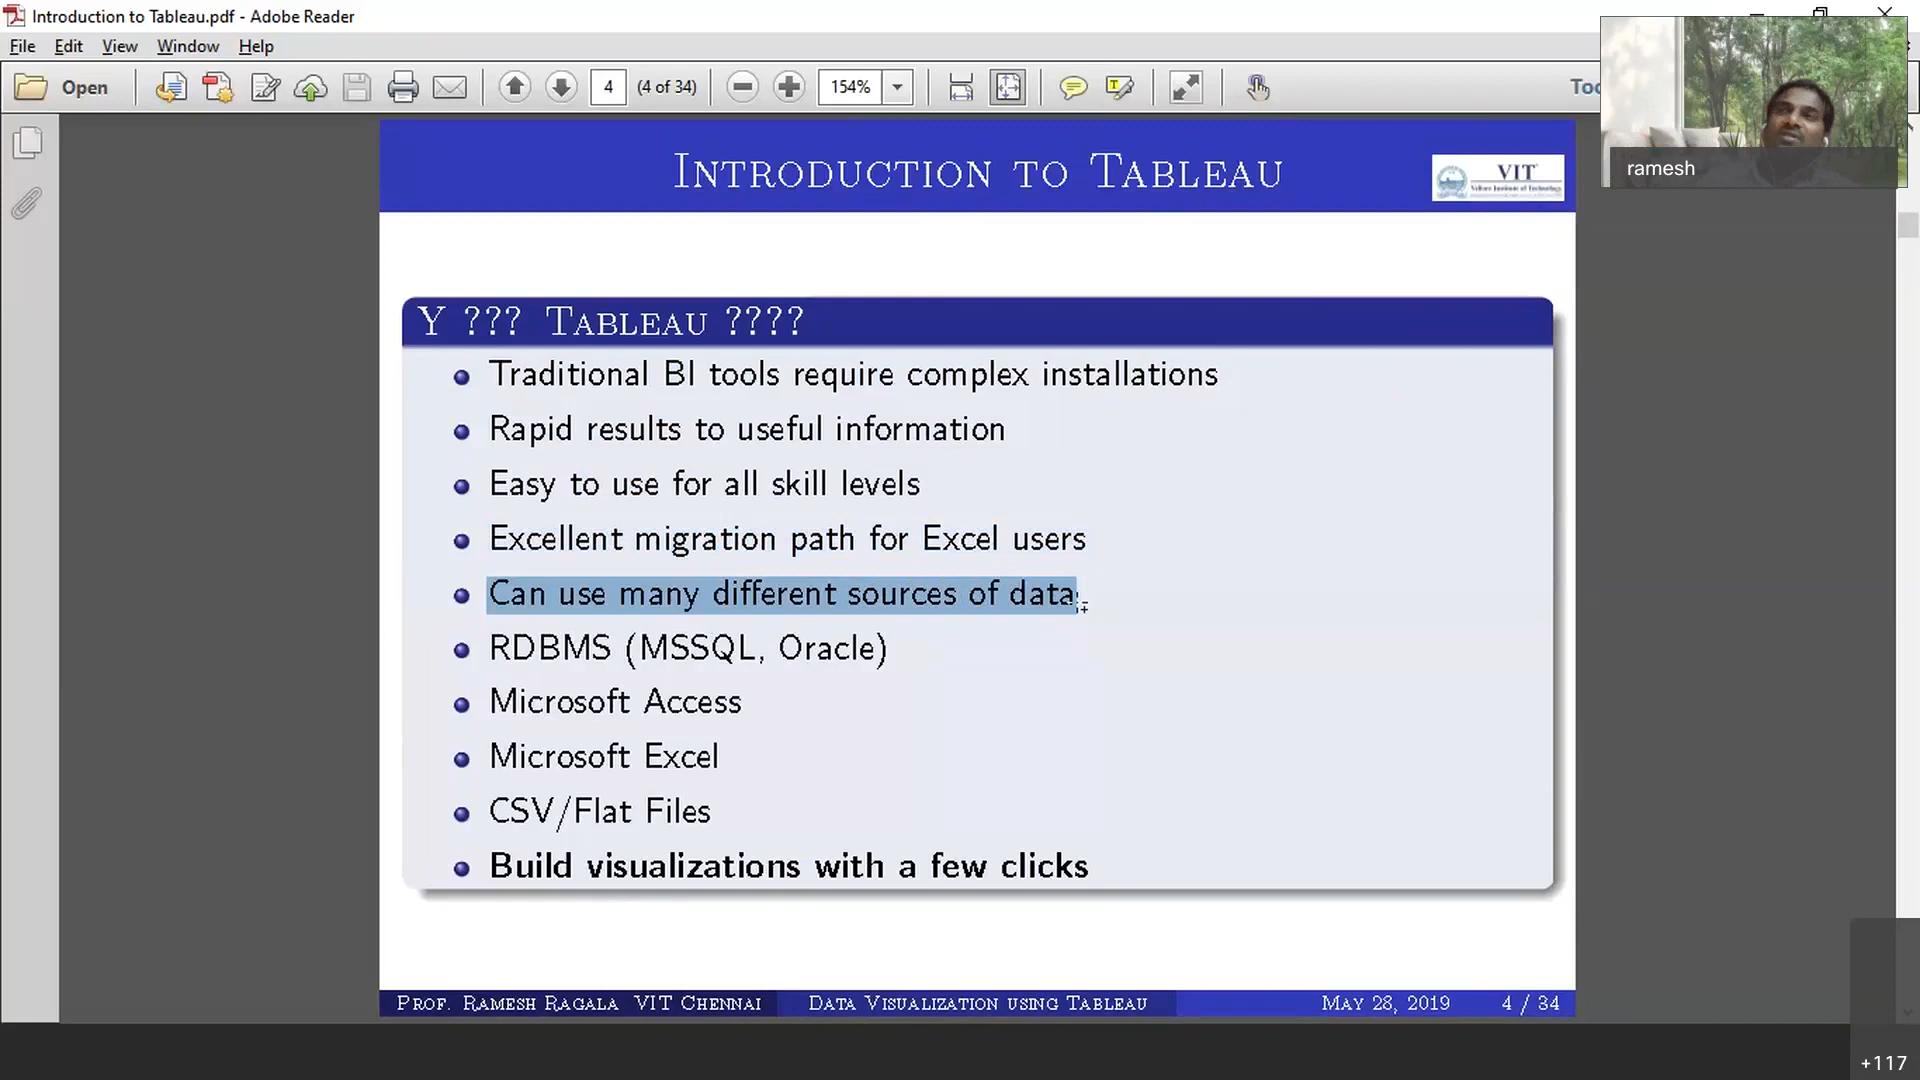 Introduction to Tableau.pdf - Adobe Reader
File Edit View Window Help
Open 4 (4 of 34) 154%
ramesh
INTRODUCTION TO TABLEAU
VIT
Vellore Institute of Technology
Y ??? TABLEAU ????
Traditional BI tools require complex installations
Rapid results to useful information
Easy to use for all skill levels
Excellent migration path for Excel users
Can use many different sources of data
RDBMS (MSSQL, Oracle)
Microsoft Access
Microsoft Excel
CSV/Flat Files
Build visualizations with a few clicks
PROF. RAMESH RAGALA VIT CHENNAI DATA VISUALIZATION USING TABLEAU MAY 28, 2019 4 / 34
+117